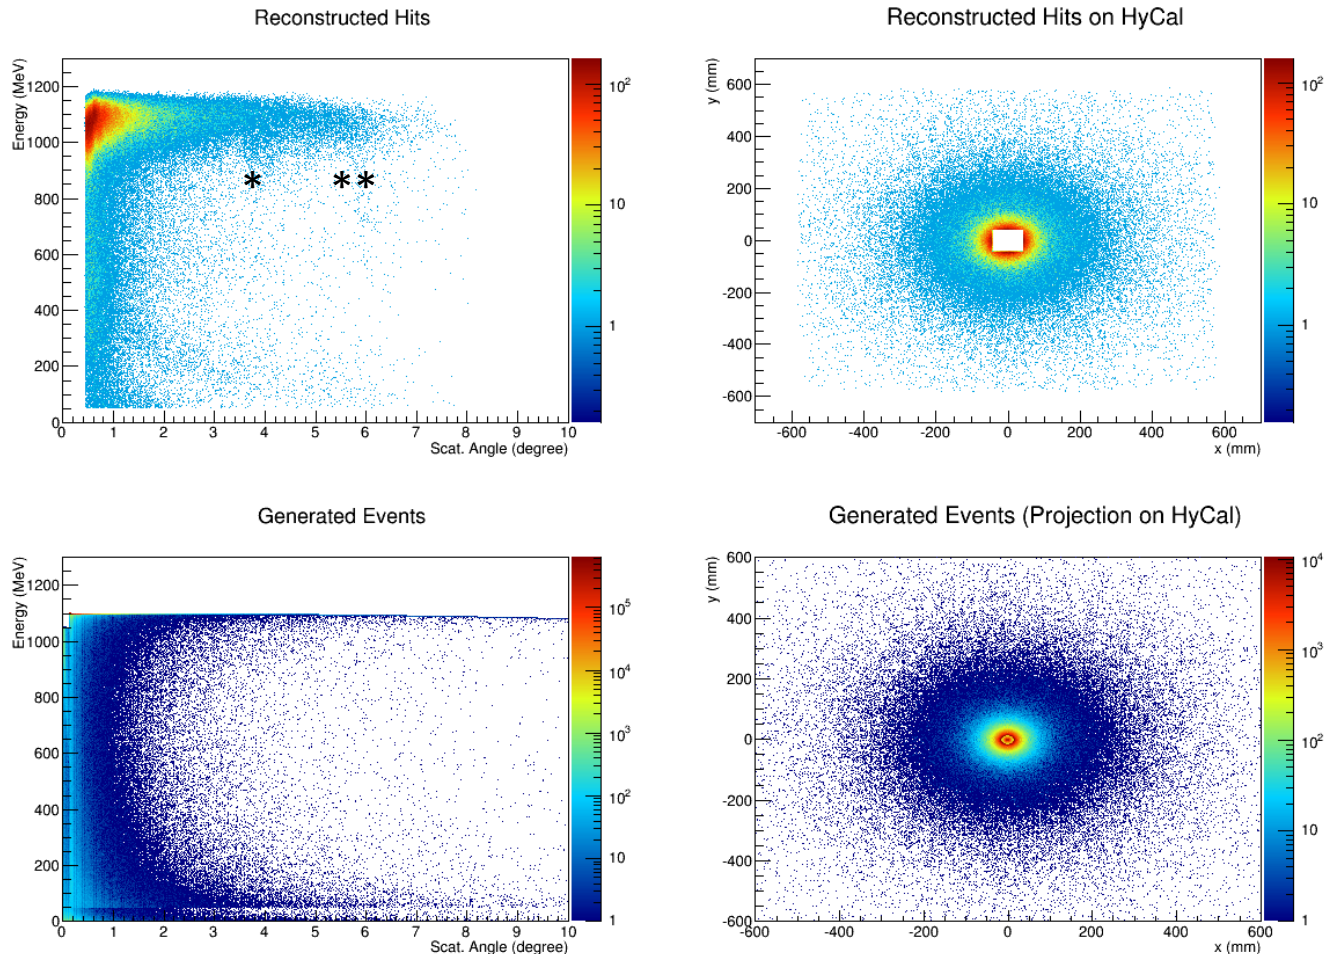 Reconstructed Hits
Energy (MeV)
1200
1000
800
600
400
200
0
0 1 2 3 4 5 6 7 8 9 10
Scat. Angle (degree)
* * *
10²
10
1
Reconstructed Hits on HyCal
y (mm)
600
400
200
0
-200
-400
-600
-600 -400 -200 0 200 400 600
x (mm)
10²
10
1
Generated Events
Energy (MeV)
1200
1000
800
600
400
200
0
0 1 2 3 4 5 6 7 8 9 10
Scat. Angle (degree)
10⁵
10⁴
10³
10²
10
1
Generated Events (Projection on HyCal)
y (mm)
600
400
200
0
-200
-400
-600
-600 -400 -200 0 200 400 600
x (mm)
10⁴
10³
10²
10
1